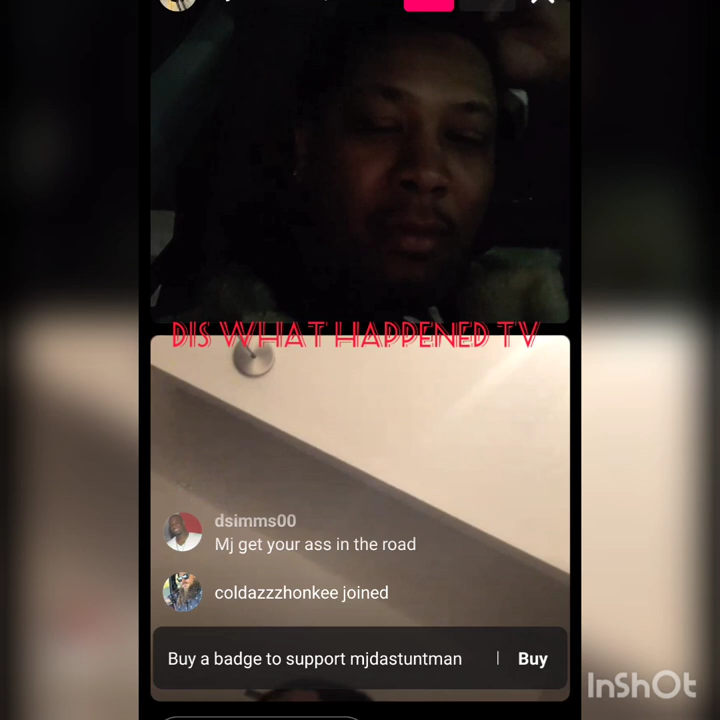 DIS WHAT HAPPENED TV
dsimms00
Mj get your ass in the road
coldazzzhonkee joined
Buy a badge to support mjdastuntman | Buy
InShOt